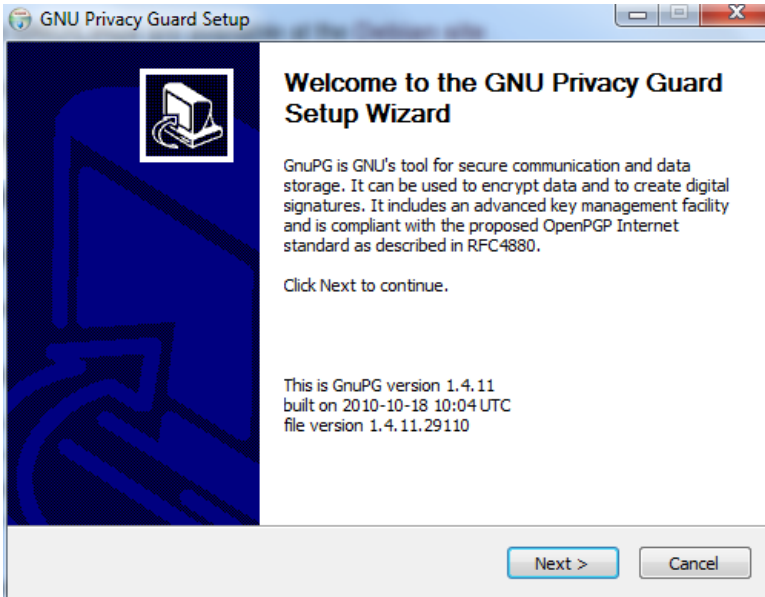 GNU Privacy Guard Setup
Welcome to the GNU Privacy Guard
Setup Wizard
GnuPG is GNU's tool for secure communication and data
storage. It can be used to encrypt data and to create digital
signatures. It includes an advanced key management facility
and is compliant with the proposed OpenPGP Internet
standard as described in RFC4880.
Click Next to continue.
This is GnuPG version 1.4.11
built on 2010-10-18 10:04 UTC
file version 1.4.11.29110
Next >
Cancel